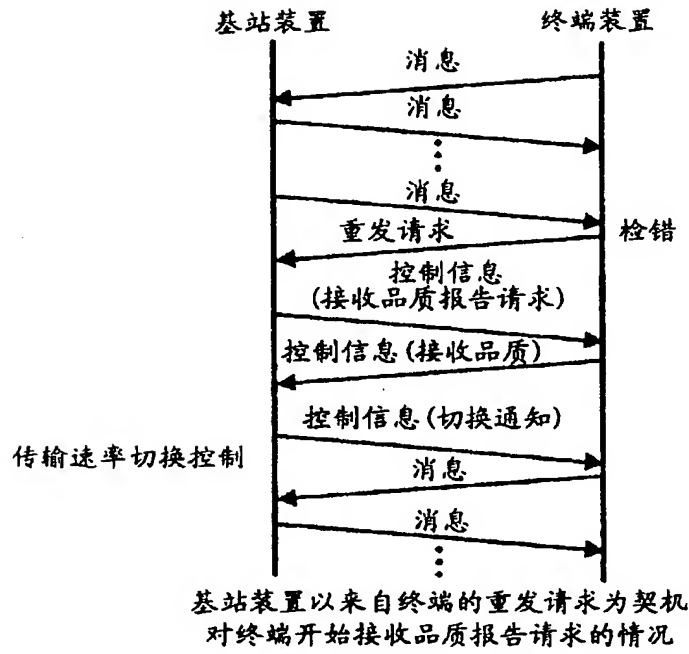 基站装置 终端装置
消息
消息
消息
重发请求 检错
控制信息
(接收品质报告请求)
控制信息(接收品质)
控制信息(切换通知)
传输速率切换控制
消息
消息
基站装置以来自终端的重发请求为契机
对终端开始接收品质报告请求的情况